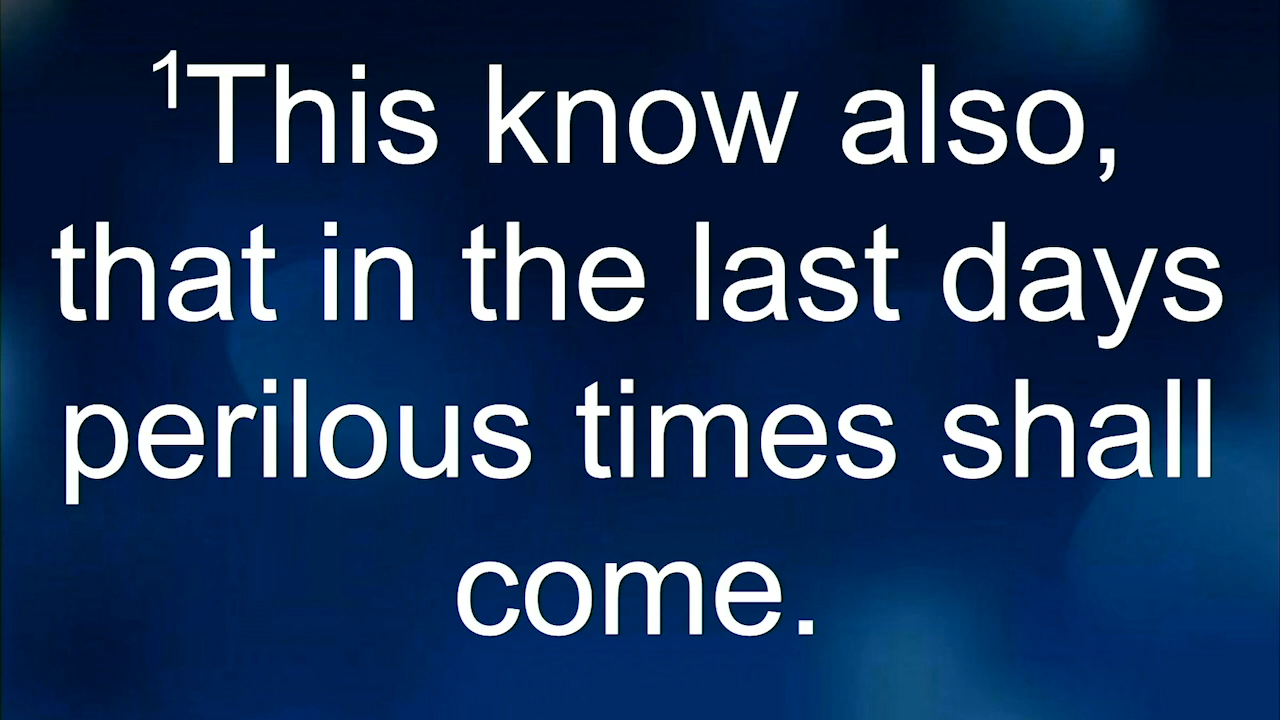 ¹This know also,
that in the last days
perilous times shall
come.